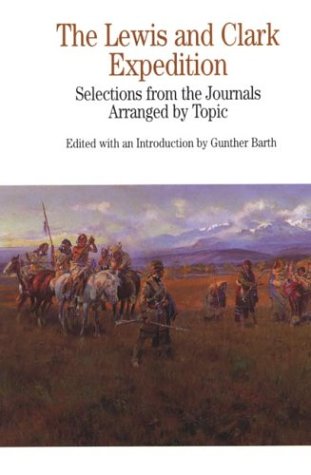 The Lewis and Clark
Expedition
Selections from the Journals
Arranged by Topic
Edited with an Introduction by Gunther Barth